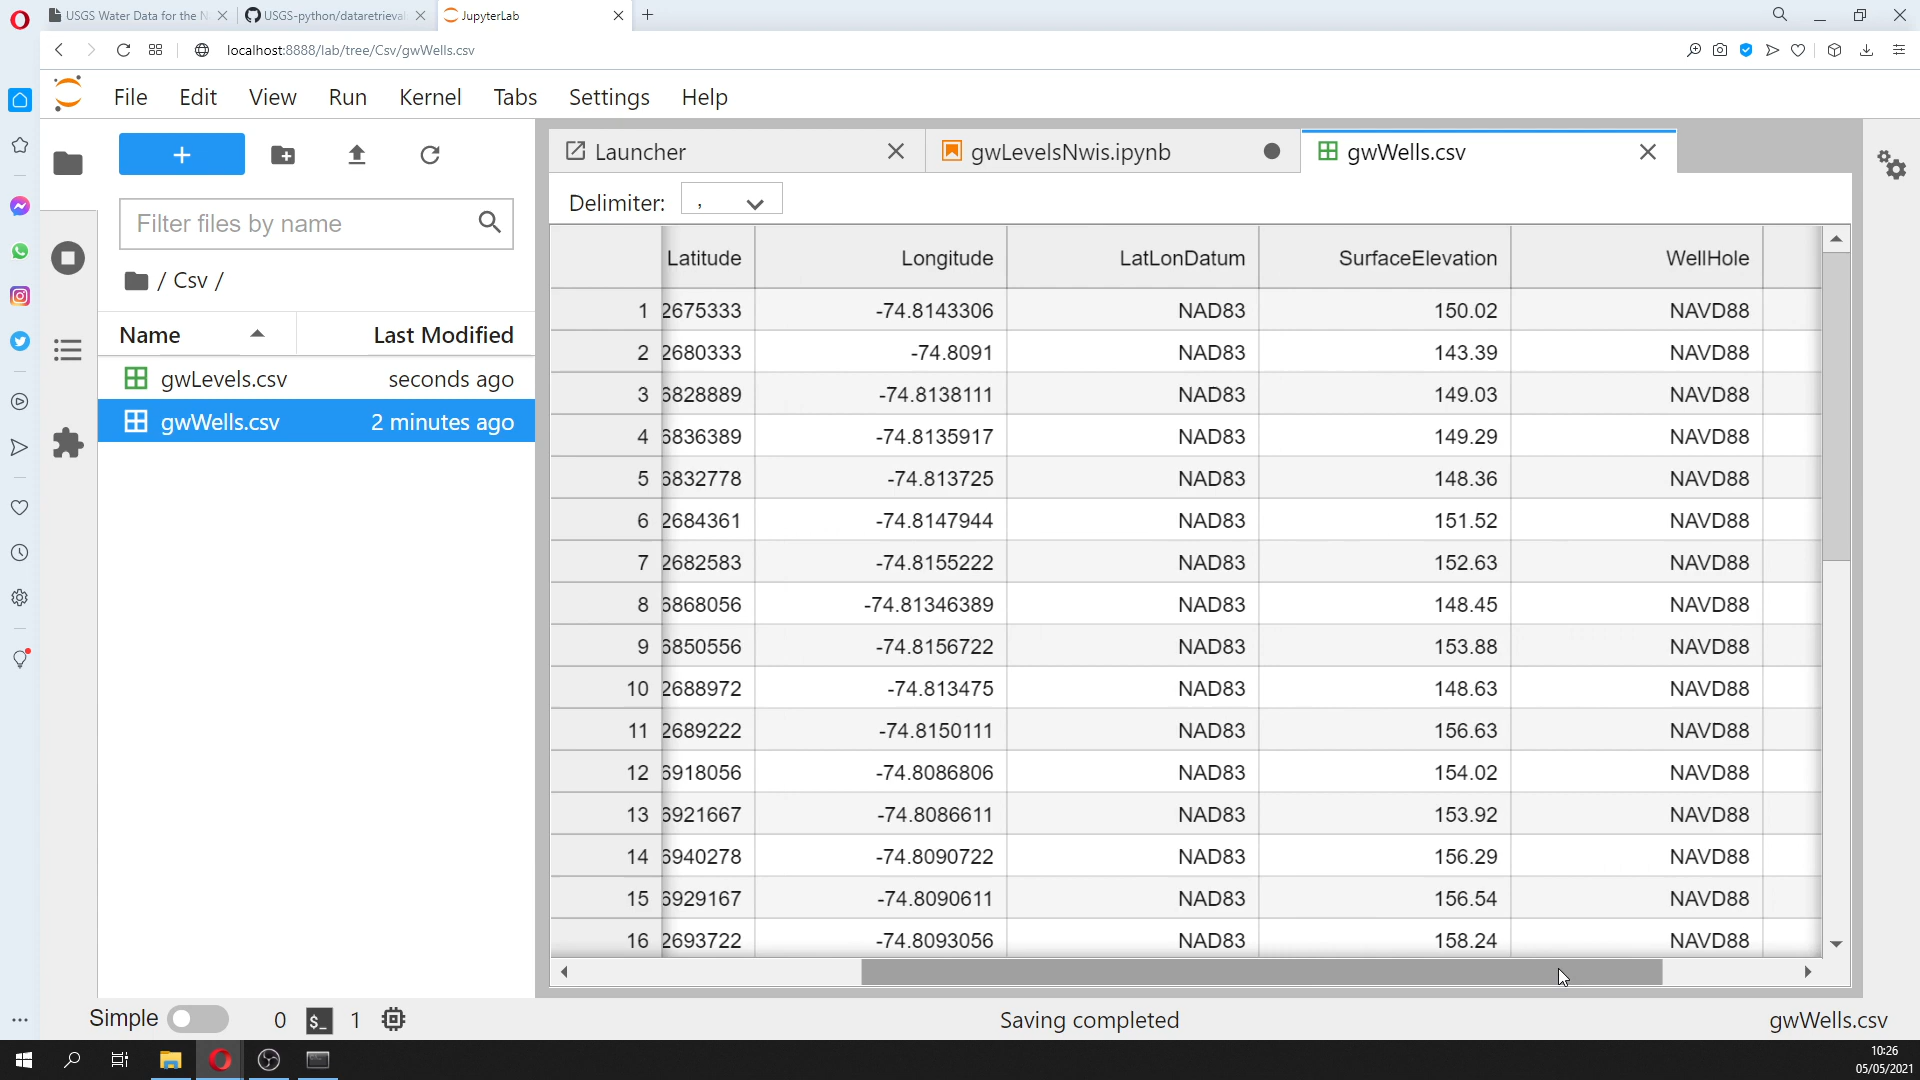 USGS Water Data for the N
USGS-python/dataretrieval
JupyterLab
localhost:8888/lab/tree/Csv/gwWells.csv
File Edit View Run Kernel Tabs Settings Help
Launcher
gwLevelsNwis.ipynb
gwWells.csv
Delimiter: ,
Filter files by name
/ Csv /
Name Last Modified
gwLevels.csv seconds ago
gwWells.csv 2 minutes ago
Latitude Longitude LatLonDatum SurfaceElevation WellHole
1 2675333 -74.8143306 NAD83 150.02 NAVD88
2 2680333 -74.8091 NAD83 143.39 NAVD88
3 6828889 -74.8138111 NAD83 149.03 NAVD88
4 6836389 -74.8135917 NAD83 149.29 NAVD88
5 6832778 -74.813725 NAD83 148.36 NAVD88
6 2684361 -74.8147944 NAD83 151.52 NAVD88
7 2682583 -74.8155222 NAD83 152.63 NAVD88
8 6868056 -74.81346389 NAD83 148.45 NAVD88
9 6850556 -74.8156722 NAD83 153.88 NAVD88
10 2688972 -74.813475 NAD83 148.63 NAVD88
11 2689222 -74.8150111 NAD83 156.63 NAVD88
12 6918056 -74.8086806 NAD83 154.02 NAVD88
13 6921667 -74.8086611 NAD83 153.92 NAVD88
14 6940278 -74.8090722 NAD83 156.29 NAVD88
15 6929167 -74.8090611 NAD83 156.54 NAVD88
16 2693722 -74.8093056 NAD83 158.24 NAVD88
Simple 0 $_ 1 Saving completed gwWells.csv
10:26
05/05/2021